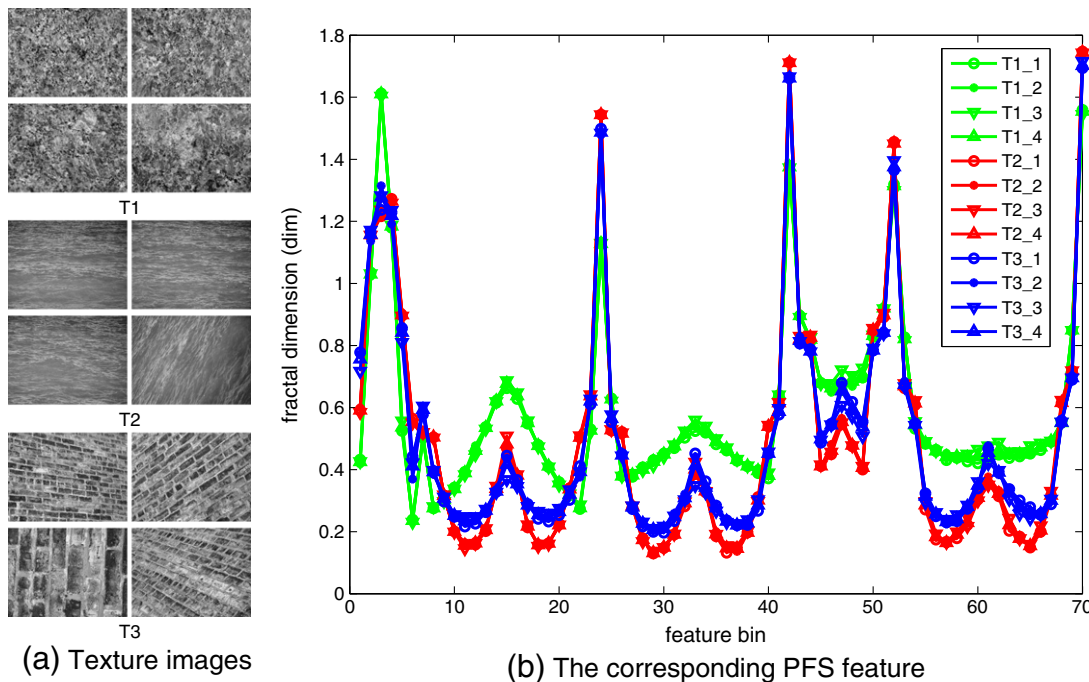 T1
T2
T3
(a) Texture images
fractal dimension (dim)
1.8
1.6
1.4
1.2
1
0.8
0.6
0.4
0.2
0
0 10 20 30 40 50 60 70
feature bin
T1_1
T1_2
T1_3
T1_4
T2_1
T2_2
T2_3
T2_4
T3_1
T3_2
T3_3
T3_4
(b) The corresponding PFS feature